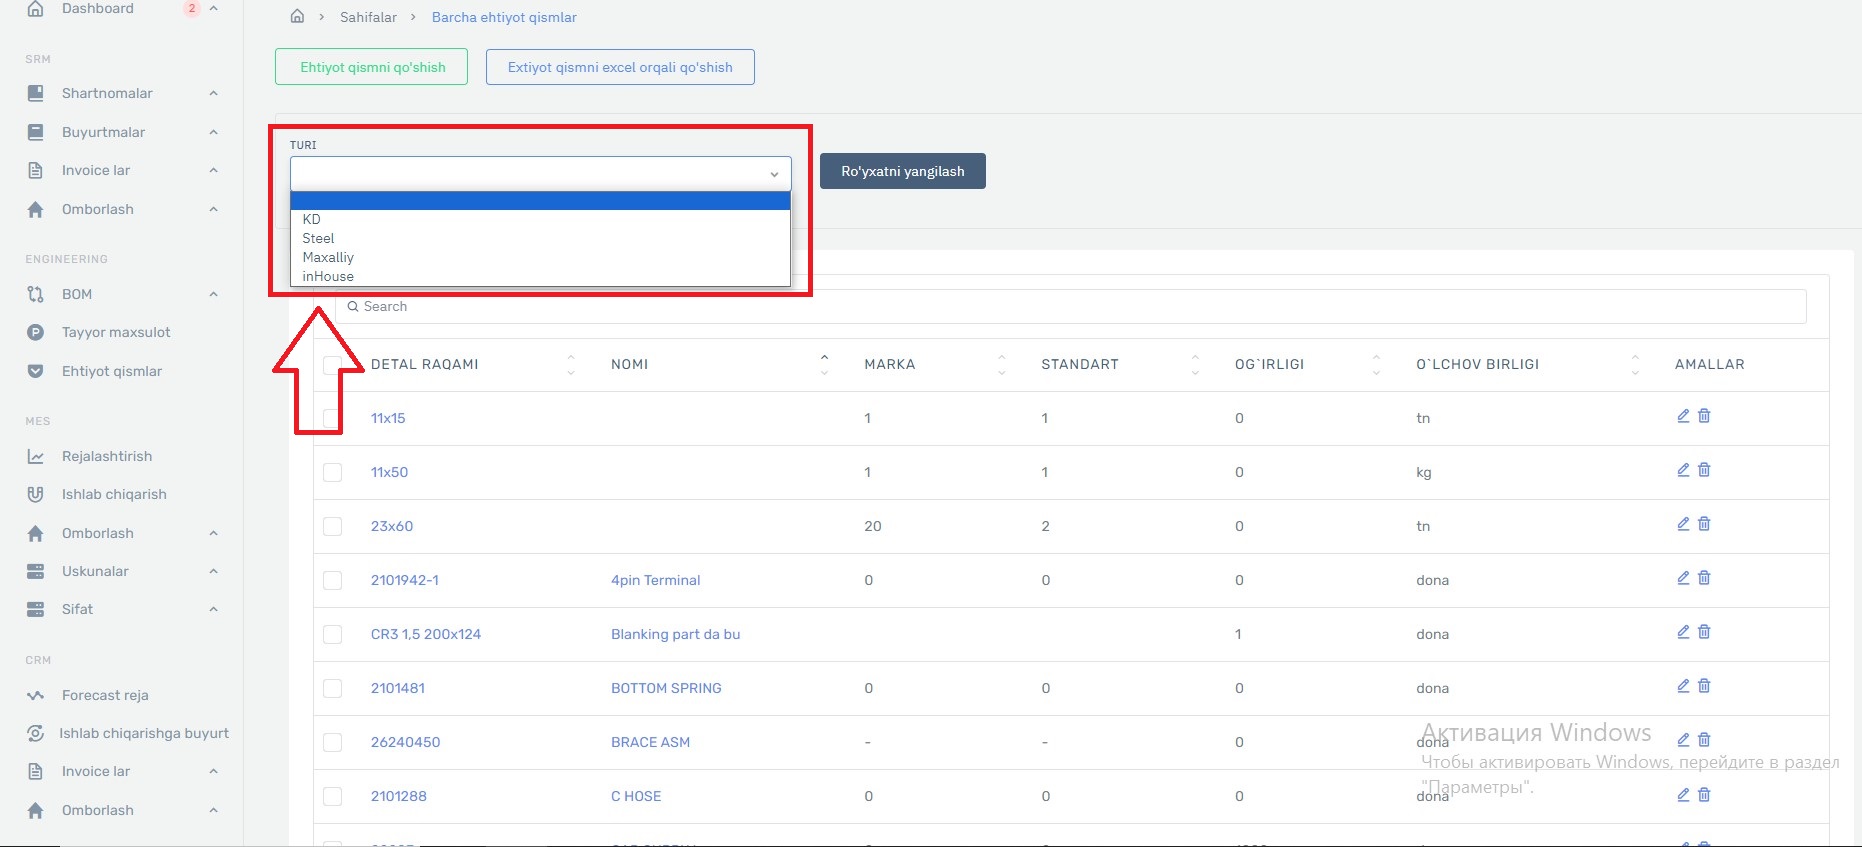 Dashboard 2
SRM
Shartnomalar
Buyurtmalar
Invoice lar
Omborlash
ENGINEERING
BOM
Tayyor maxsulot
Ehtiyot qismlar
MES
Rejalashtirish
Ishlab chiqarish
Omborlash
Uskunalar
Sifat
CRM
Forecast reja
Ishlab chiqarishga buyurt
Invoice lar
Omborlash
Sahifalar > Barcha ehtiyot qismlar
Ehtiyot qismni qo'shish Extiyot qismni excel orqali qo'shish
TURI
Ro'yxatni yangilash
KD
Steel
Maxalliy
inHouse
Search
DETAL RAQAMI NOMI MARKA STANDART OG`IRLIGI O`LCHOV BIRLIGI AMALLAR
11x15 1 1 0 tn
11x50 1 1 0 kg
23x60 20 2 0 tn
2101942-1 4pin Terminal 0 0 0 dona
CR3 1,5 200x124 Blanking part da bu 1 dona
2101481 BOTTOM SPRING 0 0 0 dona
26240450 BRACE ASM - - 0 dona
2101288 C HOSE 0 0 0 dona
Активация Windows
Чтобы активировать Windows, перейдите в раздел
"Параметры".